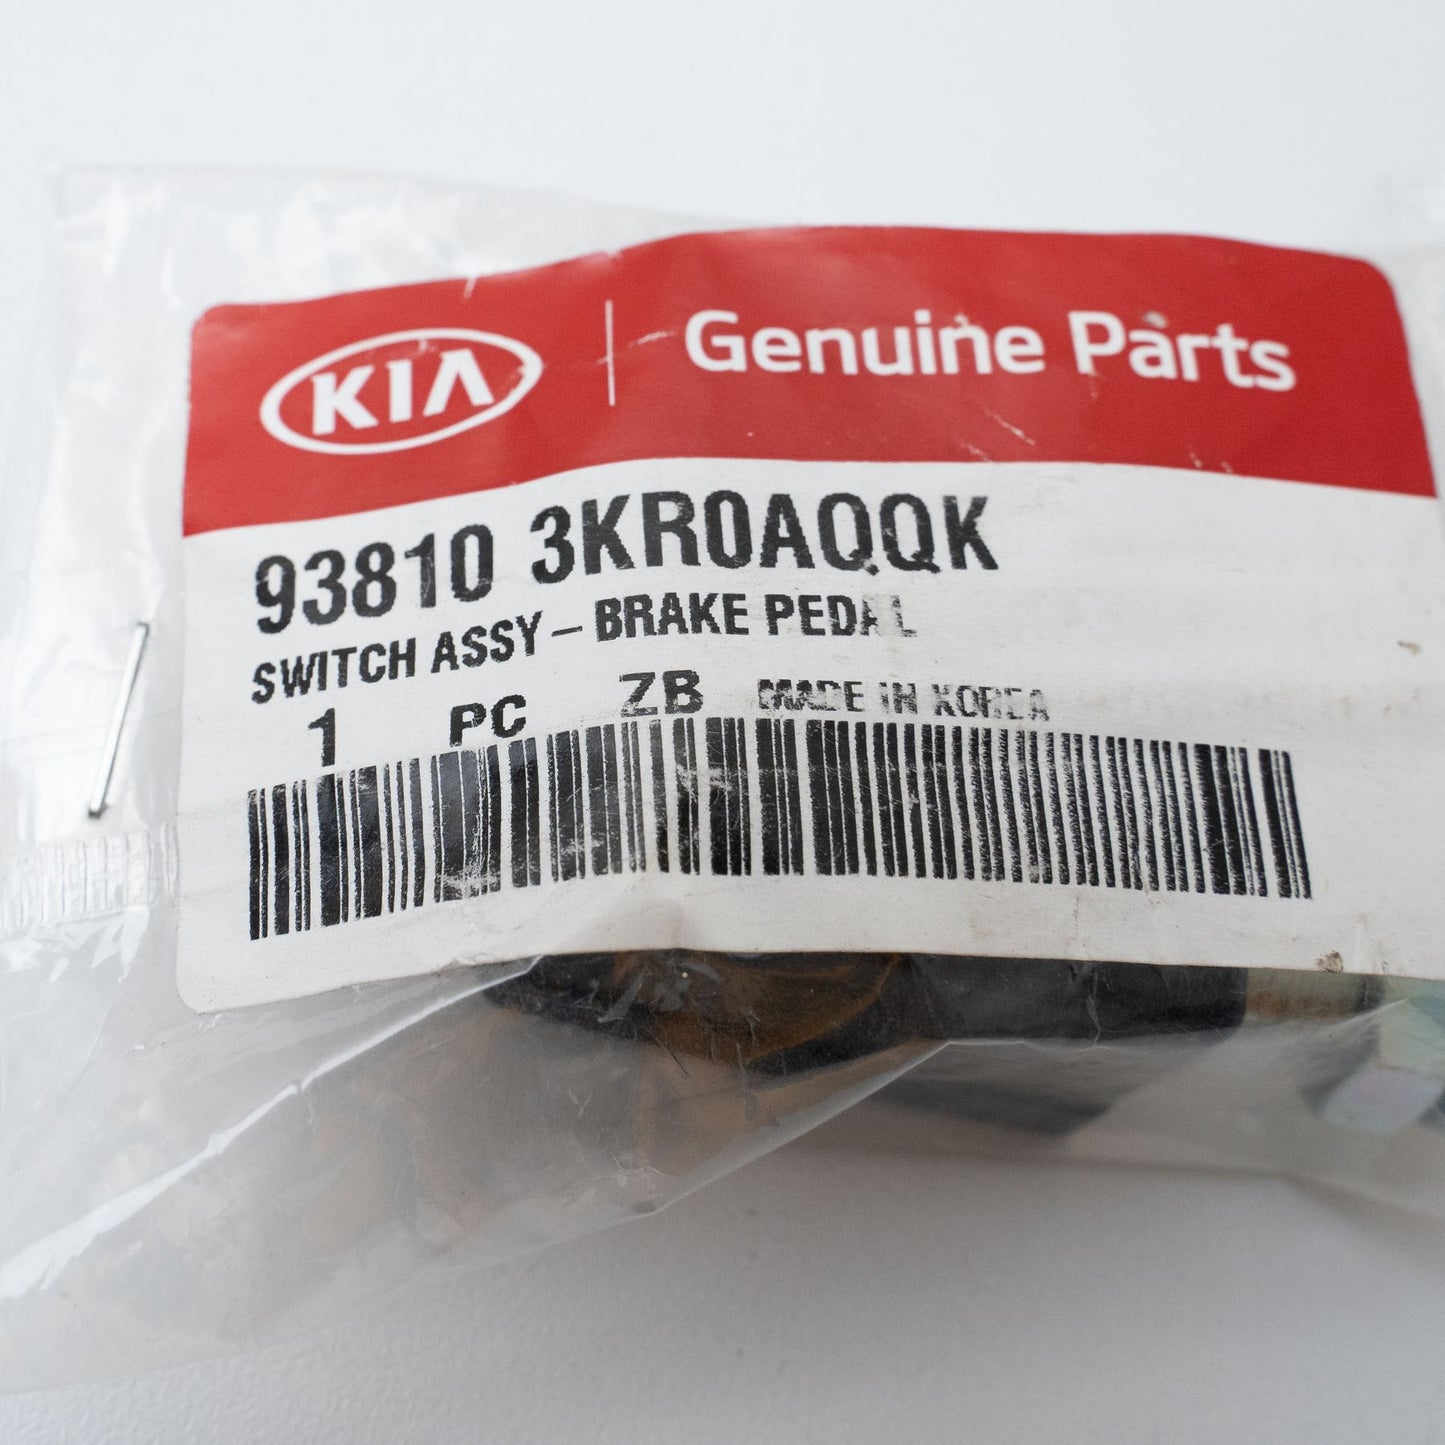 KIA Genuine Parts
93810 3KR0AQQK
SWITCH ASSY-BRAKE PEDAL
1 PC ZB MADE IN KOREA